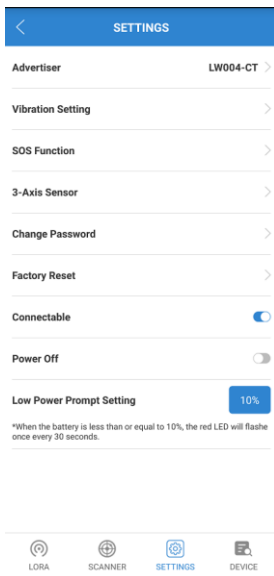 SETTINGS
Advertiser LW004-CT
Vibration Setting
SOS Function
3-Axis Sensor
Change Password
Factory Reset
Connectable
Power Off
Low Power Prompt Setting 10%
*When the battery is less than or equal to 10%, the red LED will flashe
once every 30 seconds.
LORA SCANNER SETTINGS DEVICE